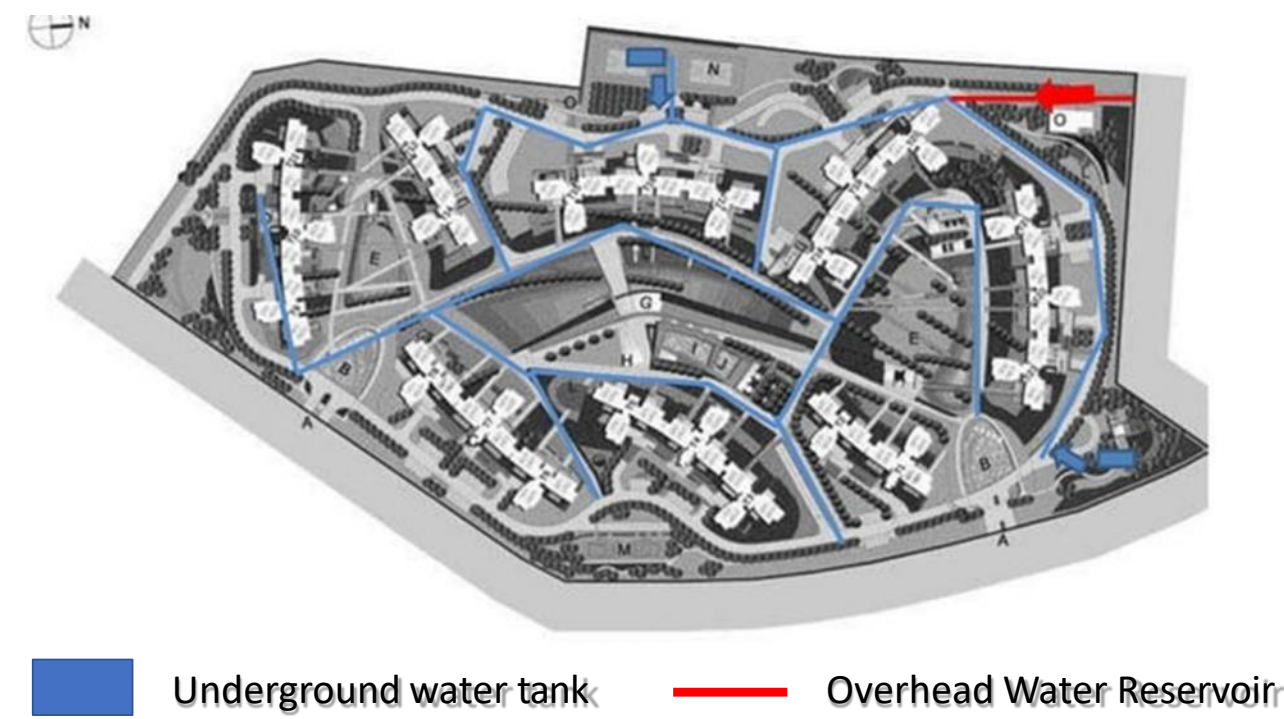 N
N
O
O
L
E
G
E
H
I
J
B
K
A
B
M
A
Underground water tank
Overhead Water Reservoir